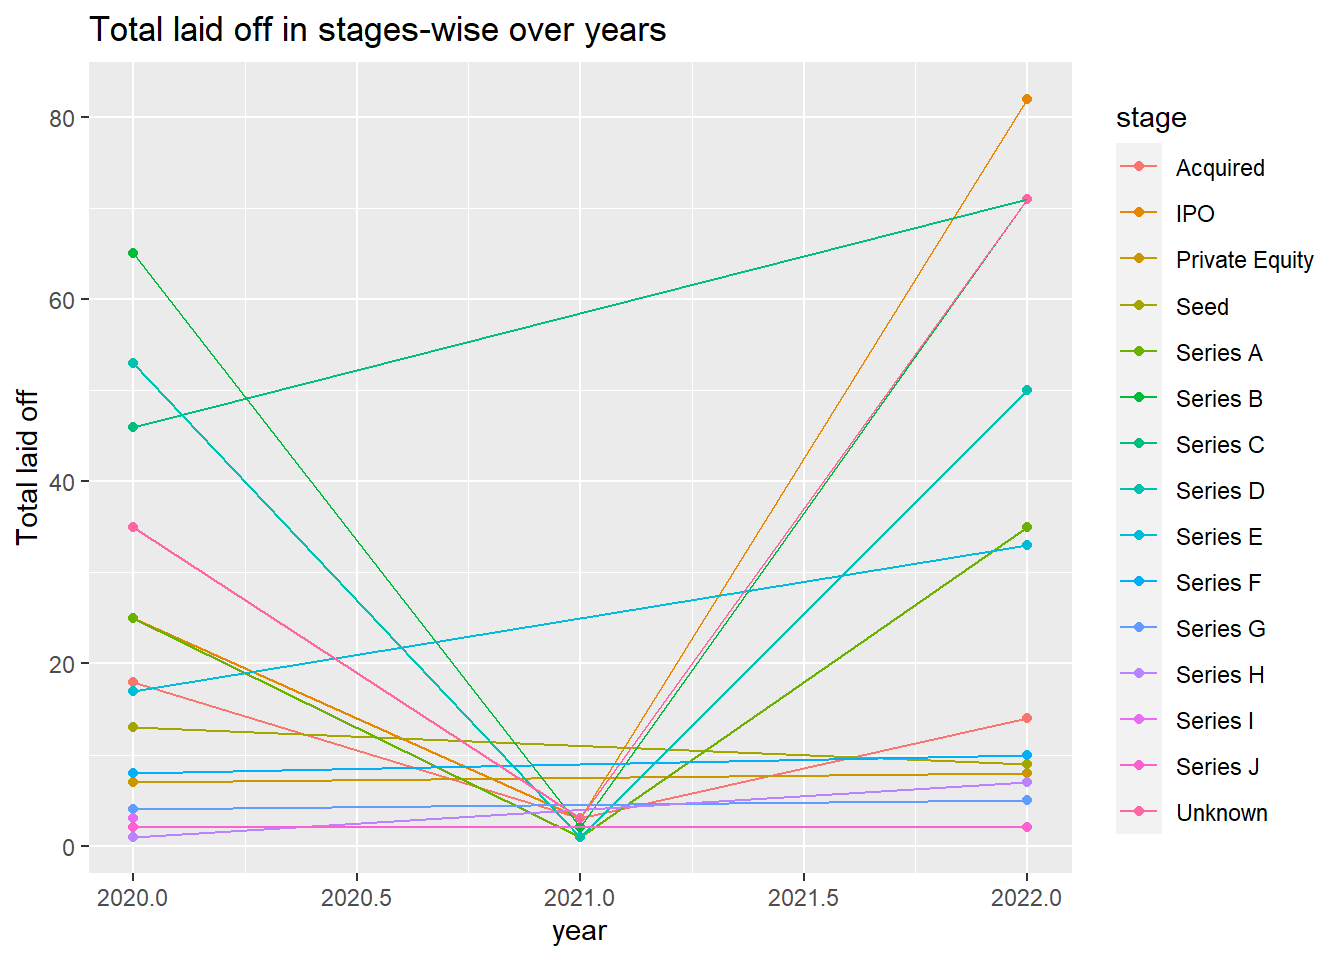 Total laid off in stages-wise over years
Total laid off
80
60
40
20
0
2020.0 2020.5 2021.0 2021.5 2022.0
year
stage
Acquired
IPO
Private Equity
Seed
Series A
Series B
Series C
Series D
Series E
Series F
Series G
Series H
Series I
Series J
Unknown